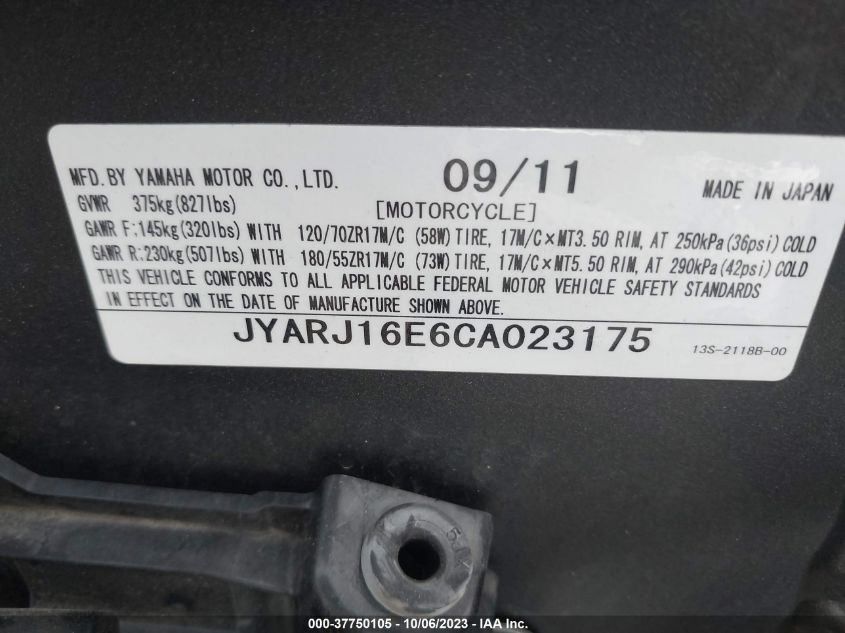 MFD. BY YAMAHA MOTOR CO., LTD. 09/11 MADE IN JAPAN
GVWR 375kg(827lbs) [MOTORCYCLE]
GAWR F:145kg(320lbs) WITH 120/70ZR17M/C (58W) TIRE, 17M/C×MT3.50 RIM, AT 250kPa(36psi) COLD
GAWR R:230kg(507lbs) WITH 180/55ZR17M/C (73W) TIRE, 17M/C×MT5.50 RIM, AT 290kPa(42psi) COLD
THIS VEHICLE CONFORMS TO ALL APPLICABLE FEDERAL MOTOR VEHICLE SAFETY STANDARDS
IN EFFECT ON THE DATE OF MANUFACTURE SHOWN ABOVE.
JYARJ16E6CA023175 13S-2118B-00
000-37750105 - 10/06/2023 - IAA Inc.